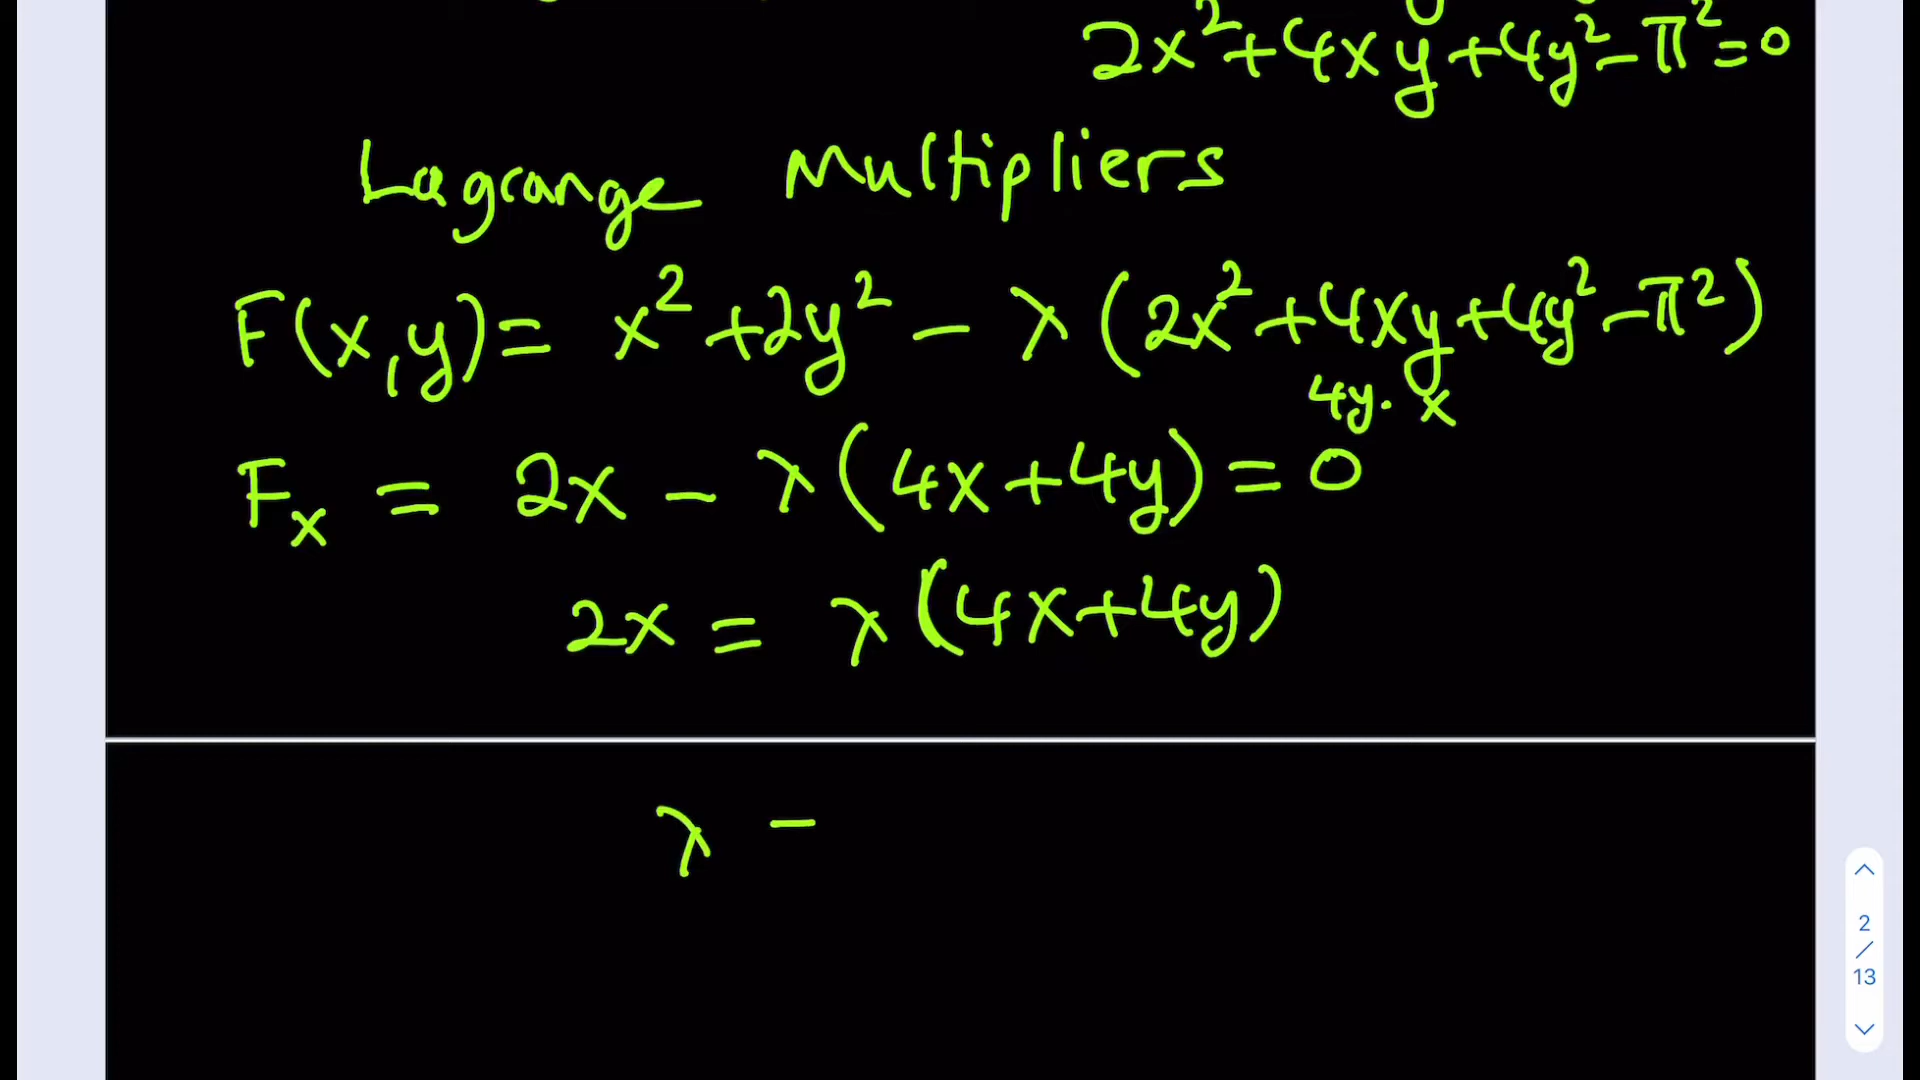 2x²+4xy+4y²-π²=0
Lagrange Multipliers
F(x,y)= x²+2y² - λ(2x²+4xy+4y²-π²)
4y. x
Fx = 2x - λ(4x+4y)=0
2x = λ(4x+4y)
λ -
2
/
13